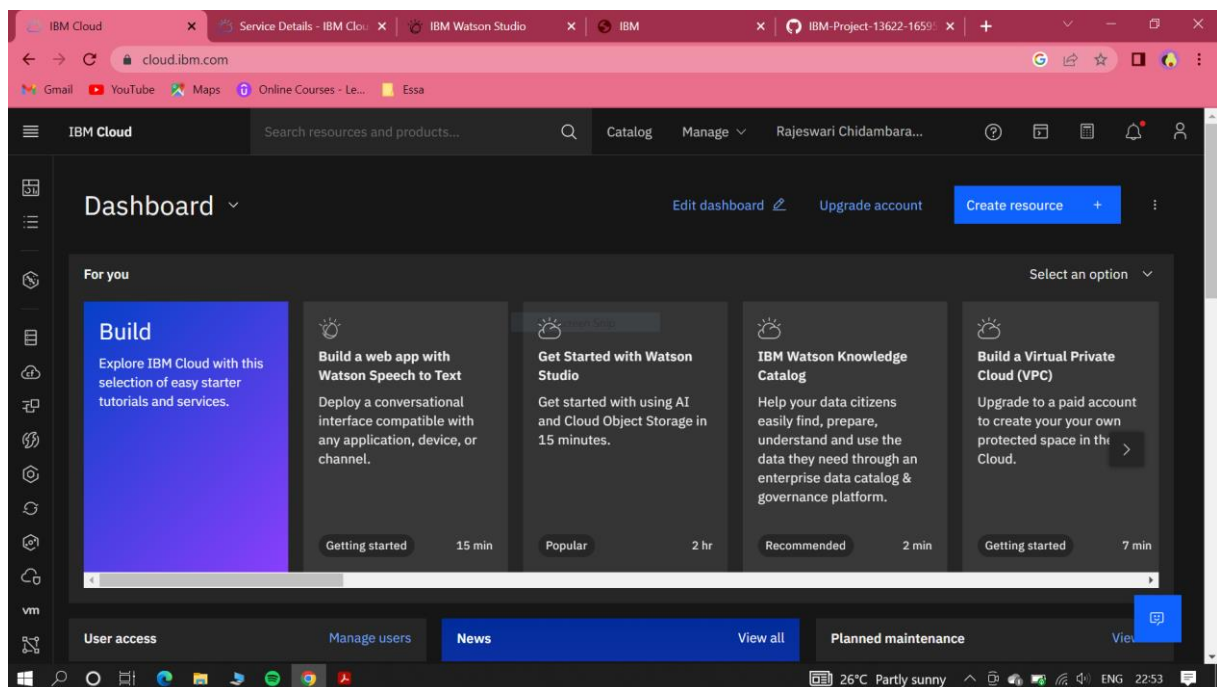 IBM Cloud
Service Details - IBM Clou
IBM Watson Studio
IBM
IBM-Project-13622-1659
cloud.ibm.com
Gmail
YouTube
Maps
Online Courses - Le...
Essa
IBM Cloud
Search resources and products...
Catalog
Manage
Rajeswari Chidambara...
Dashboard
Edit dashboard
Upgrade account
Create resource +
For you
Select an option
Build
Explore IBM Cloud with this
selection of easy starter
tutorials and services.
Build a web app with
Watson Speech to Text
Deploy a conversational
interface compatible with
any application, device, or
channel.
Getting started
15 min
Get Started with Watson
Studio
Get started with using AI
and Cloud Object Storage in
15 minutes.
Popular
2 hr
IBM Watson Knowledge
Catalog
Help your data citizens
easily find, prepare,
understand and use the
data they need through an
enterprise data catalog &
governance platform.
Recommended
2 min
Build a Virtual Private
Cloud (VPC)
Upgrade to a paid account
to create your your own
protected space in the
Cloud.
Getting started
7 min
vm
User access
Manage users
News
View all
Planned maintenance
26°C Partly sunny
ENG
22:53